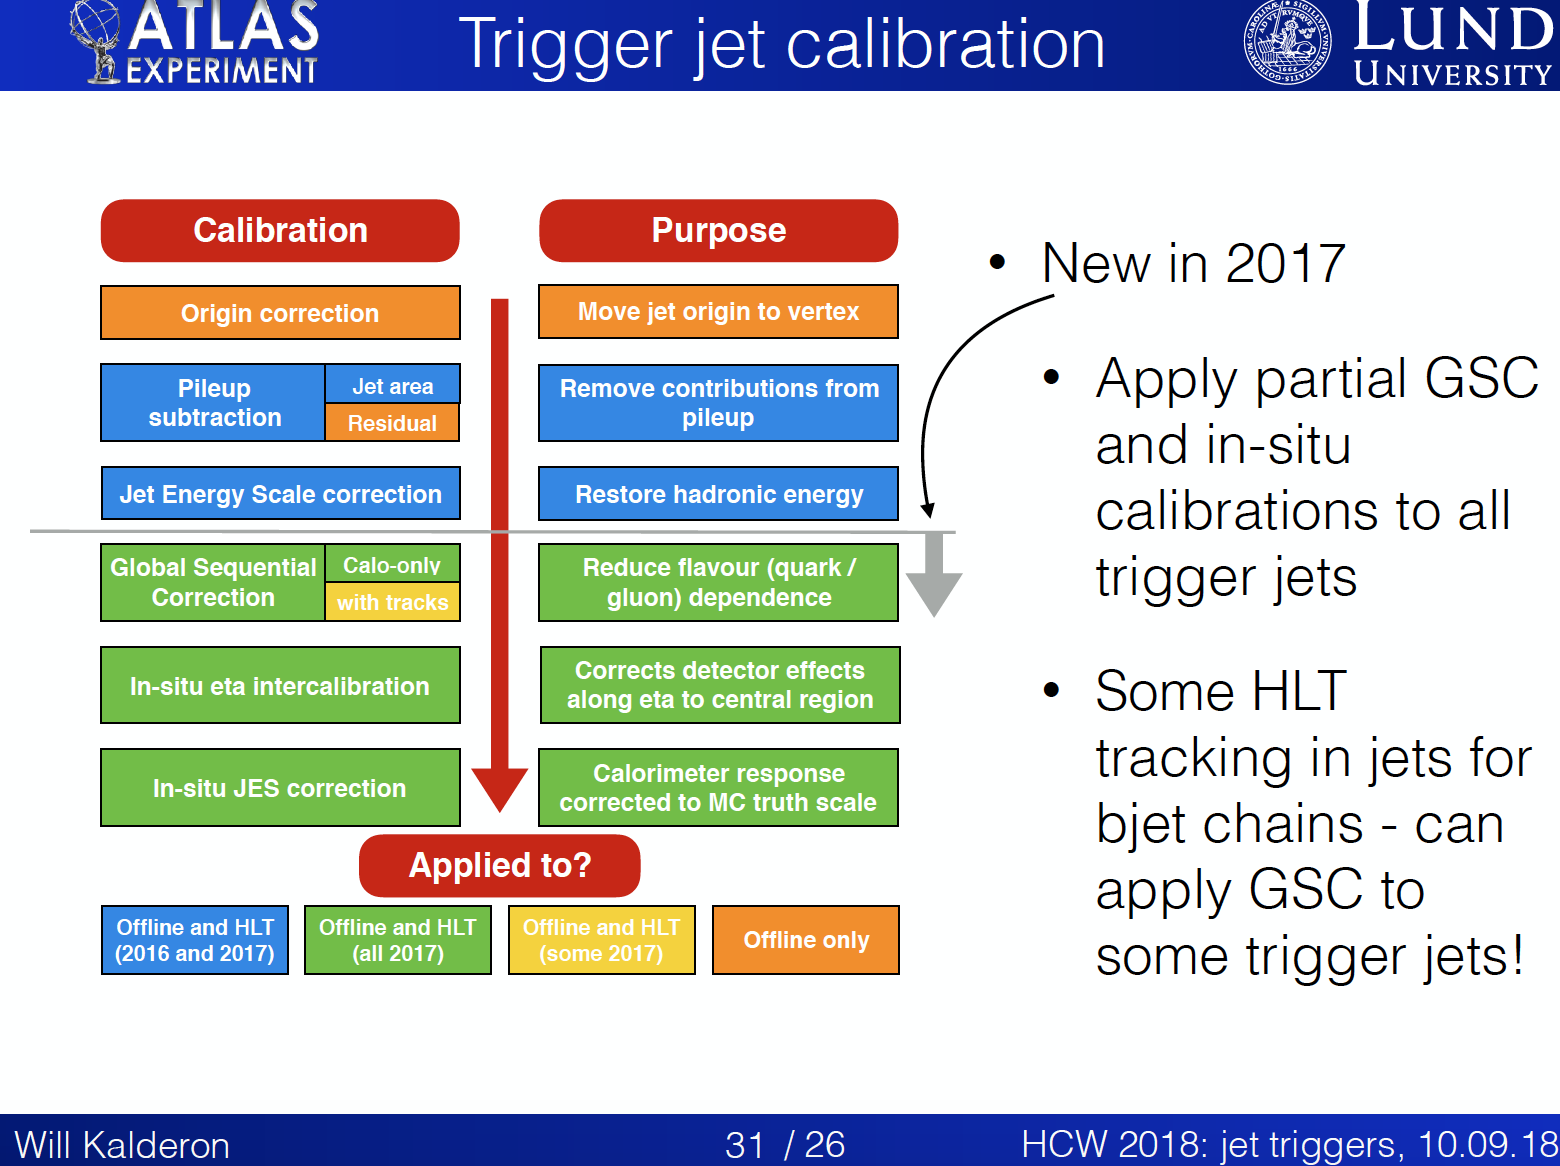 ATLAS
EXPERIMENT
Trigger jet calibration
LUND
UNIVERSITY
Calibration
Purpose
Origin correction
Move jet origin to vertex
Pileup
subtraction
Jet area
Residual
Remove contributions from
pileup
Jet Energy Scale correction
Restore hadronic energy
Global Sequential
Correction
Calo-only
with tracks
Reduce flavour (quark /
gluon) dependence
In-situ eta intercalibration
Corrects detector effects
along eta to central region
In-situ JES correction
Calorimeter response
corrected to MC truth scale
Applied to?
Offline and HLT
(2016 and 2017)
Offline and HLT
(all 2017)
Offline and HLT
(some 2017)
Offline only
• New in 2017
• Apply partial GSC
and in-situ
calibrations to all
trigger jets
• Some HLT
tracking in jets for
bjet chains - can
apply GSC to
some trigger jets!
Will Kalderon
31 / 26
HCW 2018: jet triggers, 10.09.18